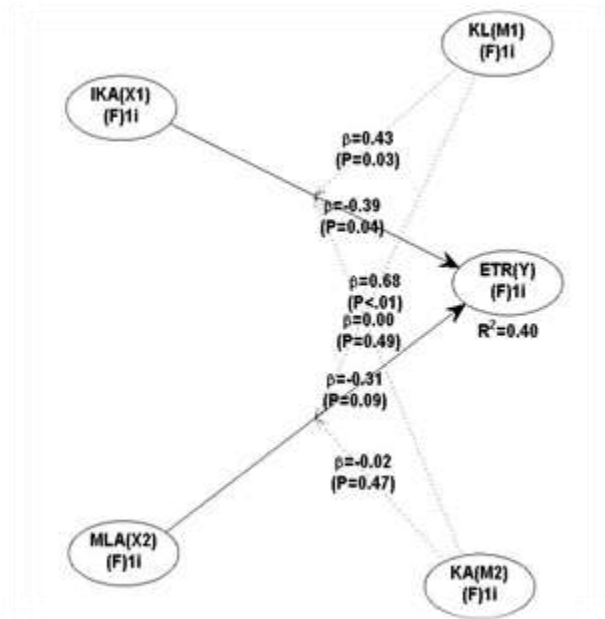 KL(M1)
(F)1i
IKA(X1)
(F)1i
β=0.43
(P=0.03)
β=-0.39
(P=0.04)
ETR(Y)
(F)1i
β=0.68
(P<.01)
β=0.00
(P=0.49)
R²=0.40
β=-0.31
(P=0.09)
β=-0.02
(P=0.47)
MLA(X2)
(F)1i
KA(M2)
(F)1i